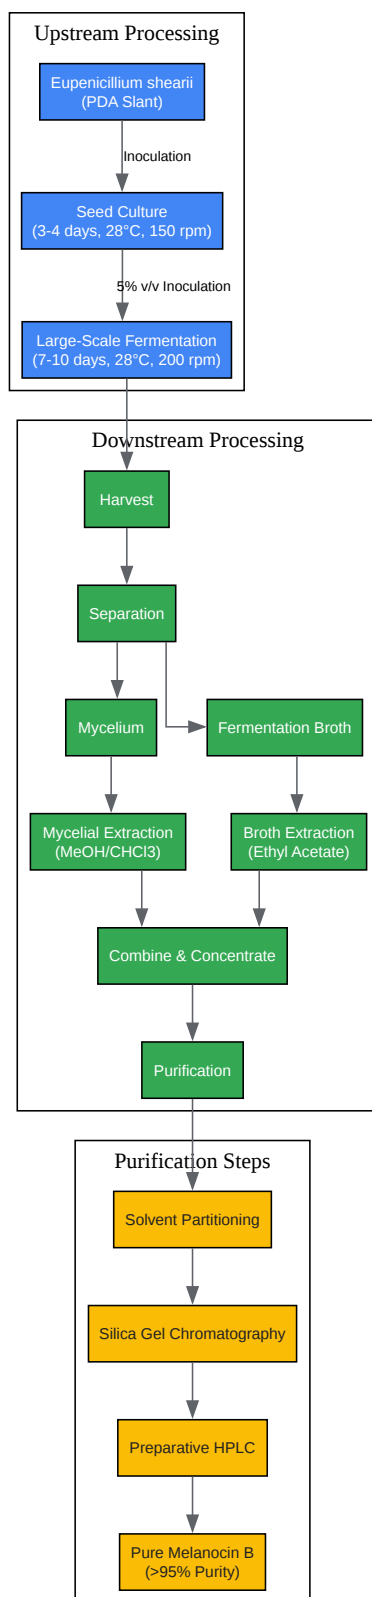 Upstream Processing
Eupenicillium shearii
(PDA Slant)
Inoculation
Seed Culture
(3-4 days, 28°C, 150 rpm)
5% v/v Inoculation
Large-Scale Fermentation
(7-10 days, 28°C, 200 rpm)
Downstream Processing
Harvest
Separation
Mycelium
Fermentation Broth
Mycelial Extraction
(MeOH/CHCl3)
Broth Extraction
(Ethyl Acetate)
Combine & Concentrate
Purification
Purification Steps
Solvent Partitioning
Silica Gel Chromatography
Preparative HPLC
Pure Melanocin B
(>95% Purity)